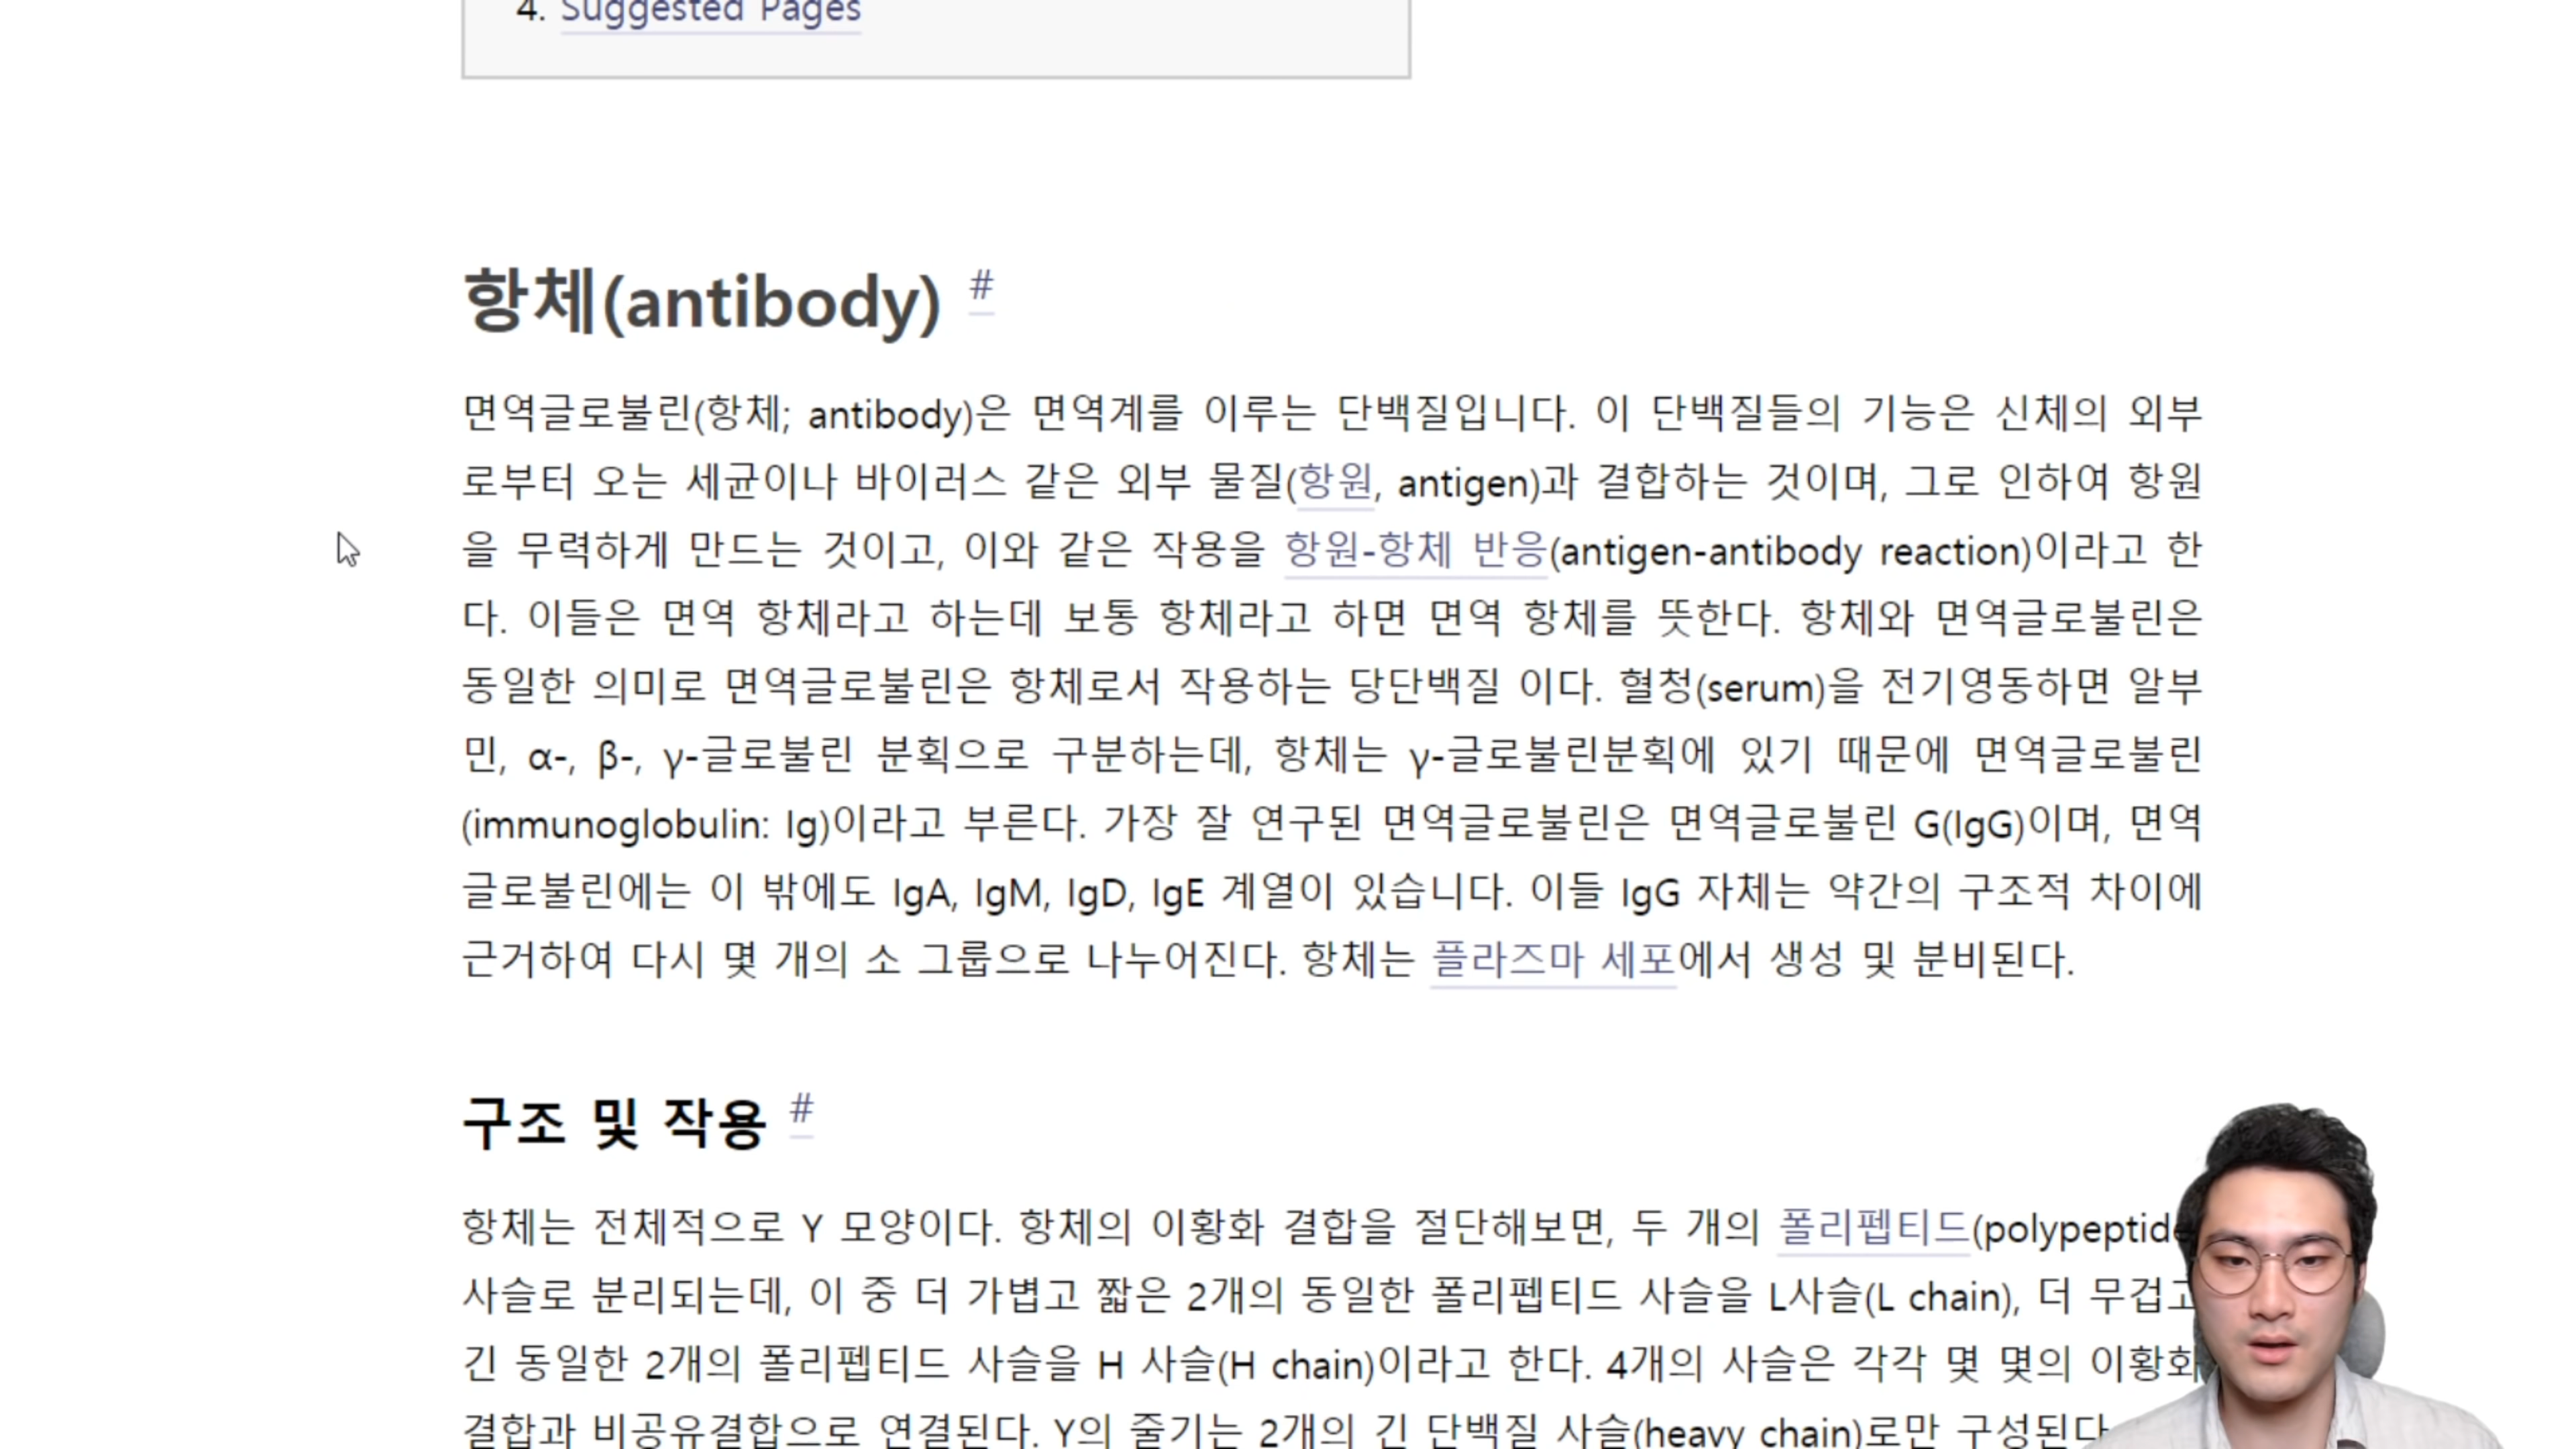 4. Suggested Pages
항체(antibody) #
면역글로불린(항체; antibody)은 면역계를 이루는 단백질입니다. 이 단백질들의 기능은 신체의 외부
로부터 오는 세균이나 바이러스 같은 외부 물질(항원, antigen)과 결합하는 것이며, 그로 인하여 항원
을 무력하게 만드는 것이고, 이와 같은 작용을 항원-항체 반응(antigen-antibody reaction)이라고 한
다. 이들은 면역 항체라고 하는데 보통 항체라고 하면 면역 항체를 뜻한다. 항체와 면역글로불린은
동일한 의미로 면역글로불린은 항체로서 작용하는 당단백질 이다. 혈청(serum)을 전기영동하면 알부
민, α-, β-, γ-글로불린 분획으로 구분하는데, 항체는 γ-글로불린분획에 있기 때문에 면역글로불린
(immunoglobulin: Ig)이라고 부른다. 가장 잘 연구된 면역글로불린은 면역글로불린 G(IgG)이며, 면역
글로불린에는 이 밖에도 IgA, IgM, IgD, IgE 계열이 있습니다. 이들 IgG 자체는 약간의 구조적 차이에
근거하여 다시 몇 개의 소 그룹으로 나누어진다. 항체는 플라즈마 세포에서 생성 및 분비된다.
구조 및 작용 #
항체는 전체적으로 Y 모양이다. 항체의 이황화 결합을 절단해보면, 두 개의 폴리펩티드(polypeptide
사슬로 분리되는데, 이 중 더 가볍고 짧은 2개의 동일한 폴리펩티드 사슬을 L사슬(L chain), 더 무겁고
긴 동일한 2개의 폴리펩티드 사슬을 H 사슬(H chain)이라고 한다. 4개의 사슬은 각각 몇 몇의 이황화
결합과 비공유결합으로 연결된다. Y의 줄기는 2개의 긴 단백질 사슬(heavy chain)로만 구성된다